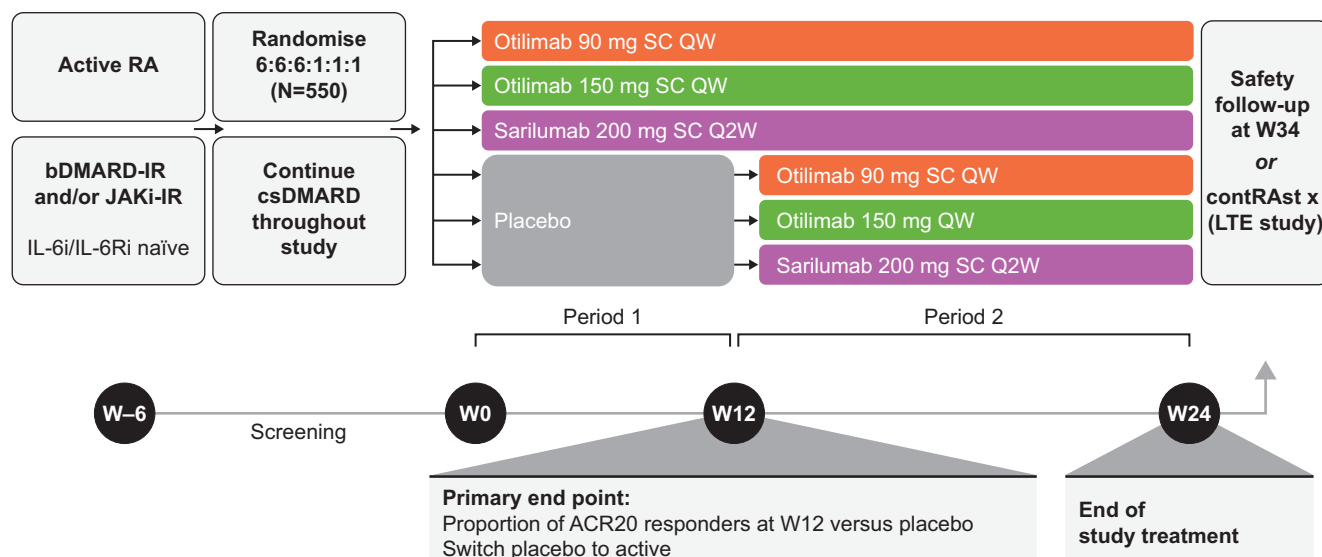 Active RA
bDMARD-IR
and/or JAKi-IR
IL-6i/IL-6Ri naïve
Randomise
6:6:6:1:1:1
(N=550)
Continue
csDMARD
throughout
study
Otilimab 90 mg SC QW
Otilimab 150 mg SC QW
Sarilumab 200 mg SC Q2W
Placebo
Otilimab 90 mg SC QW
Otilimab 150 mg QW
Sarilumab 200 mg SC Q2W
Safety
follow-up
at W34
or
contRAst x
(LTE study)
Period 1
Period 2
W–6
Screening
W0
W12
W24
Primary end point:
Proportion of ACR20 responders at W12 versus placebo
Switch placebo to active
End of
study treatment